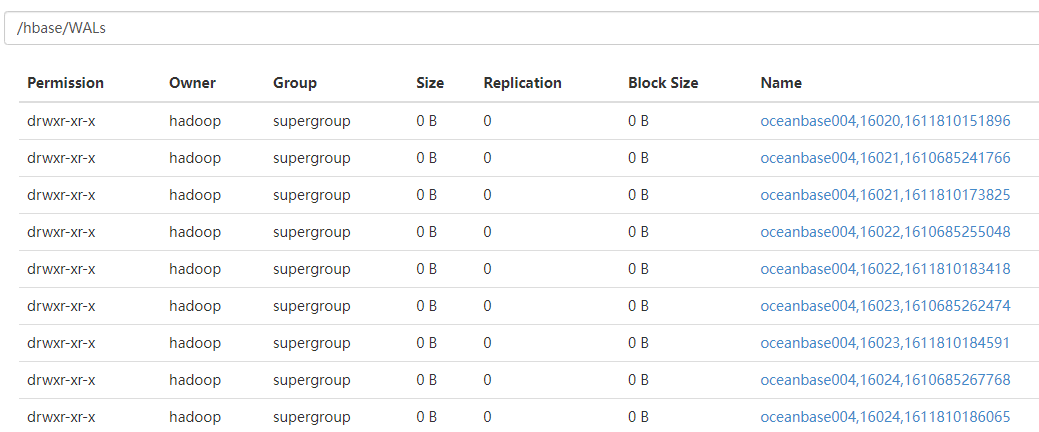 /hbase/WALs
Permission Owner Group Size Replication Block Size Name
drwxr-xr-x hadoop supergroup 0 B 0 0 B oceanbase004,16020,1611810151896
drwxr-xr-x hadoop supergroup 0 B 0 0 B oceanbase004,16021,1610685241766
drwxr-xr-x hadoop supergroup 0 B 0 0 B oceanbase004,16021,1611810173825
drwxr-xr-x hadoop supergroup 0 B 0 0 B oceanbase004,16022,1610685255048
drwxr-xr-x hadoop supergroup 0 B 0 0 B oceanbase004,16022,1611810183418
drwxr-xr-x hadoop supergroup 0 B 0 0 B oceanbase004,16023,1610685262474
drwxr-xr-x hadoop supergroup 0 B 0 0 B oceanbase004,16023,1611810184591
drwxr-xr-x hadoop supergroup 0 B 0 0 B oceanbase004,16024,1610685267768
drwxr-xr-x hadoop supergroup 0 B 0 0 B oceanbase004,16024,1611810186065